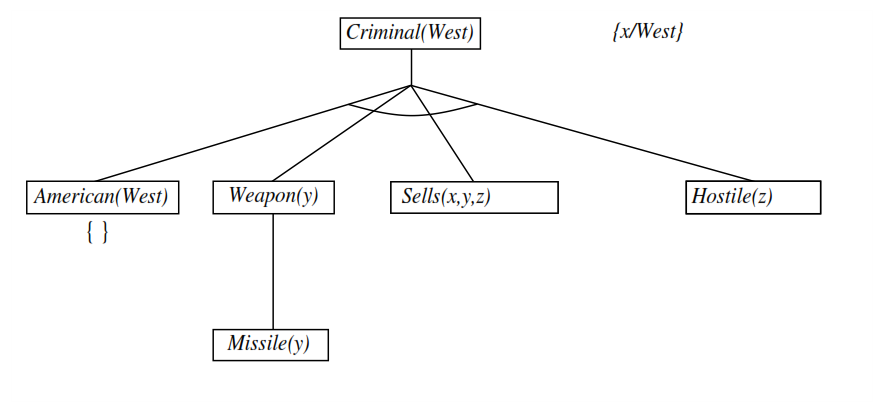 Criminal(West)
{x/West}
American(West)
Weapon(y)
Sells(x,y,z)
Hostile(z)
{ }
Missile(y)